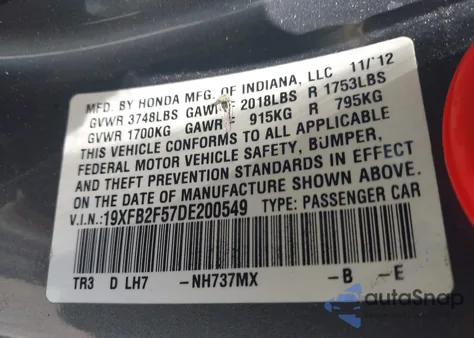 MFD. BY HONDA MFG. OF INDIANA, LLC 11/'12
GVWR 3748LBS GAWR F 2018LBS R 1753LBS
GVWR 1700KG GAWR F 915KG R 795KG
THIS VEHICLE CONFORMS TO ALL APPLICABLE
FEDERAL MOTOR VEHICLE SAFETY, BUMPER,
AND THEFT PREVENTION STANDARDS IN EFFECT
ON THE DATE OF MANUFACTURE SHOWN ABOVE.
V.I.N.:19XFB2F57DE200549 TYPE: PASSENGER CAR
TR3 D LH7 -NH737MX -B -E
autoSnap